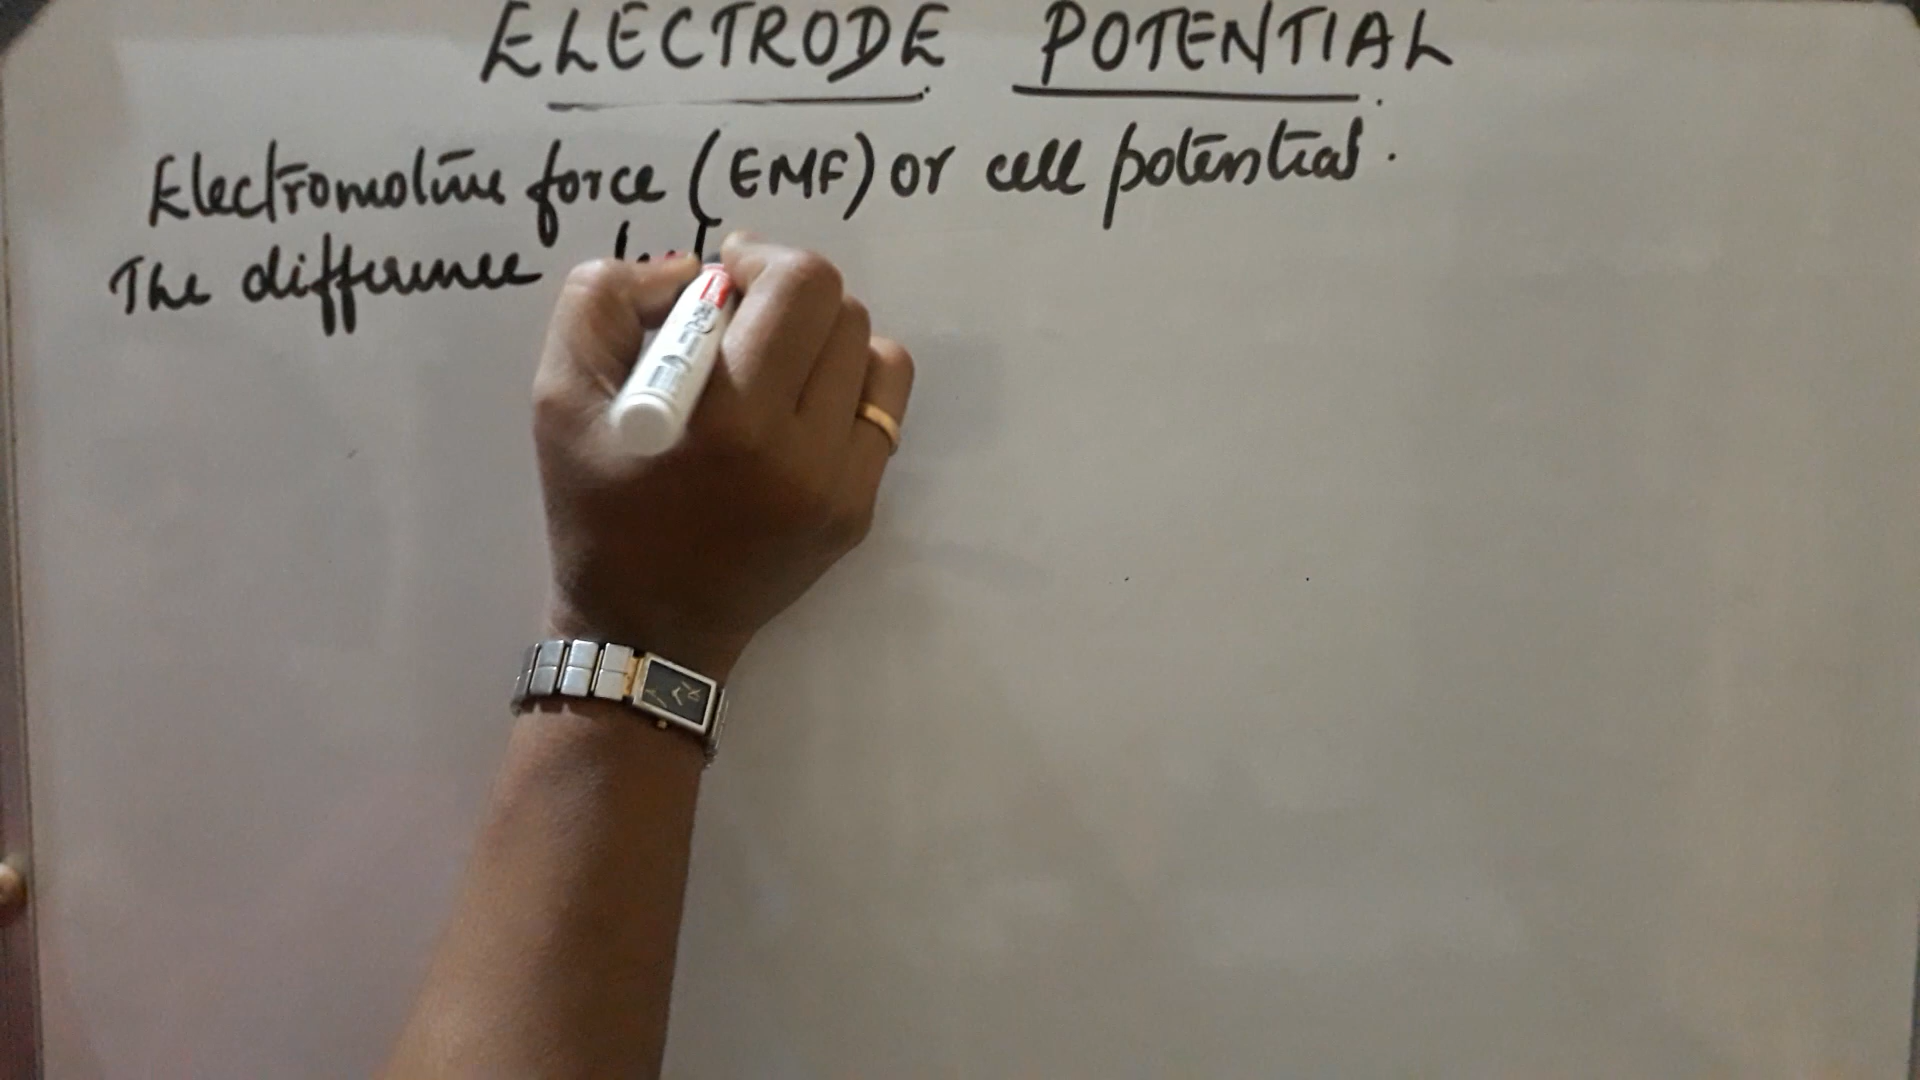 ELECTRODE POTENTIAL
Electromotive force (EMF) or cell potential.
The difference